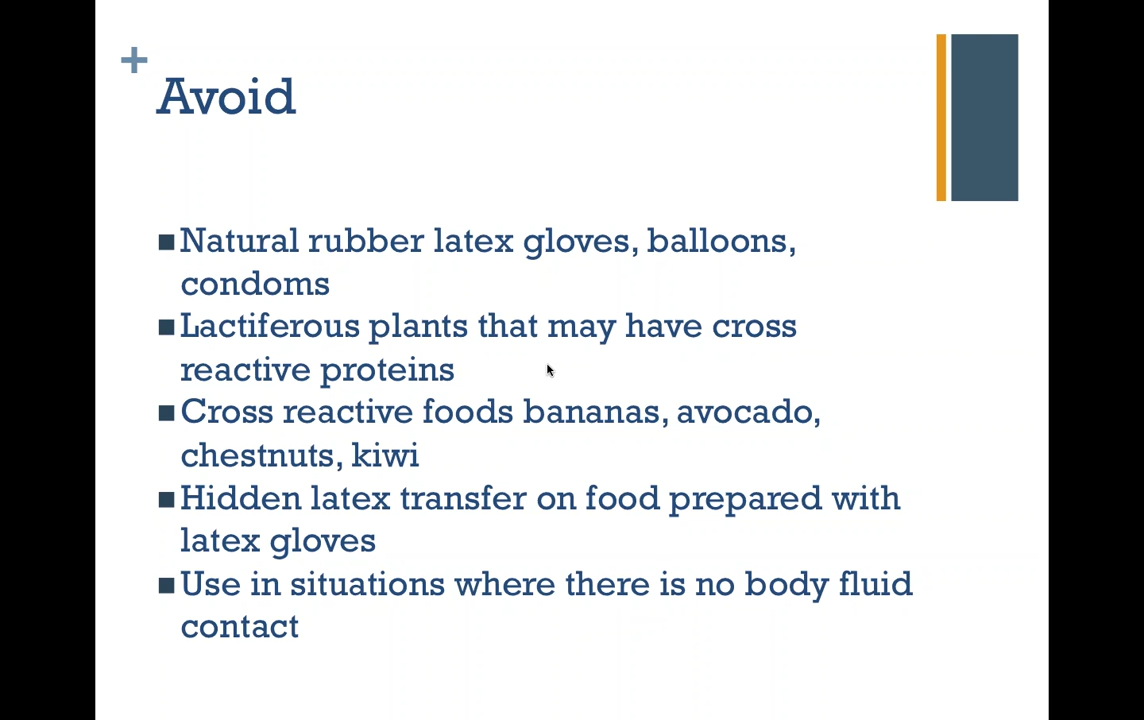 +
Avoid
■Natural rubber latex gloves, balloons,
condoms
■Lactiferous plants that may have cross
reactive proteins
■Cross reactive foods bananas, avocado,
chestnuts, kiwi
■Hidden latex transfer on food prepared with
latex gloves
■Use in situations where there is no body fluid
contact